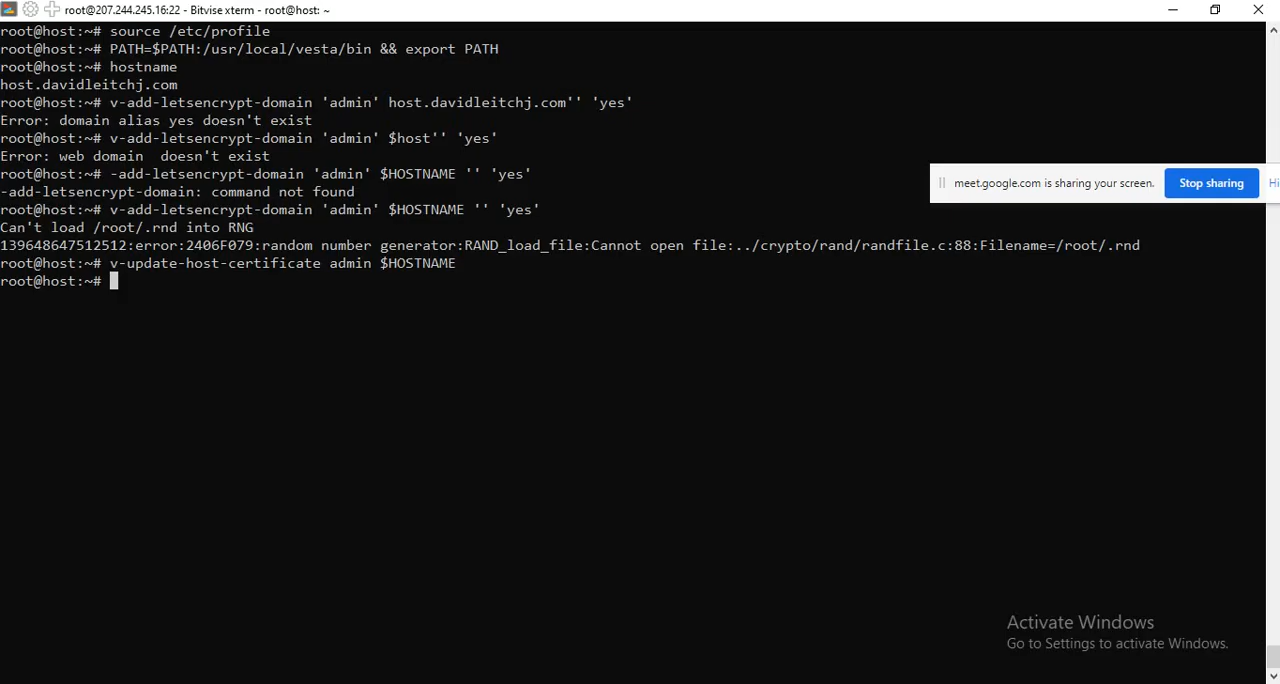 root@207.244.245.16:22 - Bitvise xterm - root@host: ~
root@host:~# source /etc/profile
root@host:~# PATH=$PATH:/usr/local/vesta/bin && export PATH
root@host:~# hostname
host.davidleitchj.com
root@host:~# v-add-letsencrypt-domain 'admin' host.davidleitchj.com'' 'yes'
Error: domain alias yes doesn't exist
root@host:~# v-add-letsencrypt-domain 'admin' $host'' 'yes'
Error: web domain  doesn't exist
root@host:~# -add-letsencrypt-domain 'admin' $HOSTNAME '' 'yes'
-add-letsencrypt-domain: command not found
root@host:~# v-add-letsencrypt-domain 'admin' $HOSTNAME '' 'yes'
Can't load /root/.rnd into RNG
139648647512512:error:2406F079:random number generator:RAND_load_file:Cannot open file:../crypto/rand/randfile.c:88:Filename=/root/.rnd
root@host:~# v-update-host-certificate admin $HOSTNAME
root@host:~#
meet.google.com is sharing your screen.
Stop sharing
Hi
Activate Windows
Go to Settings to activate Windows.